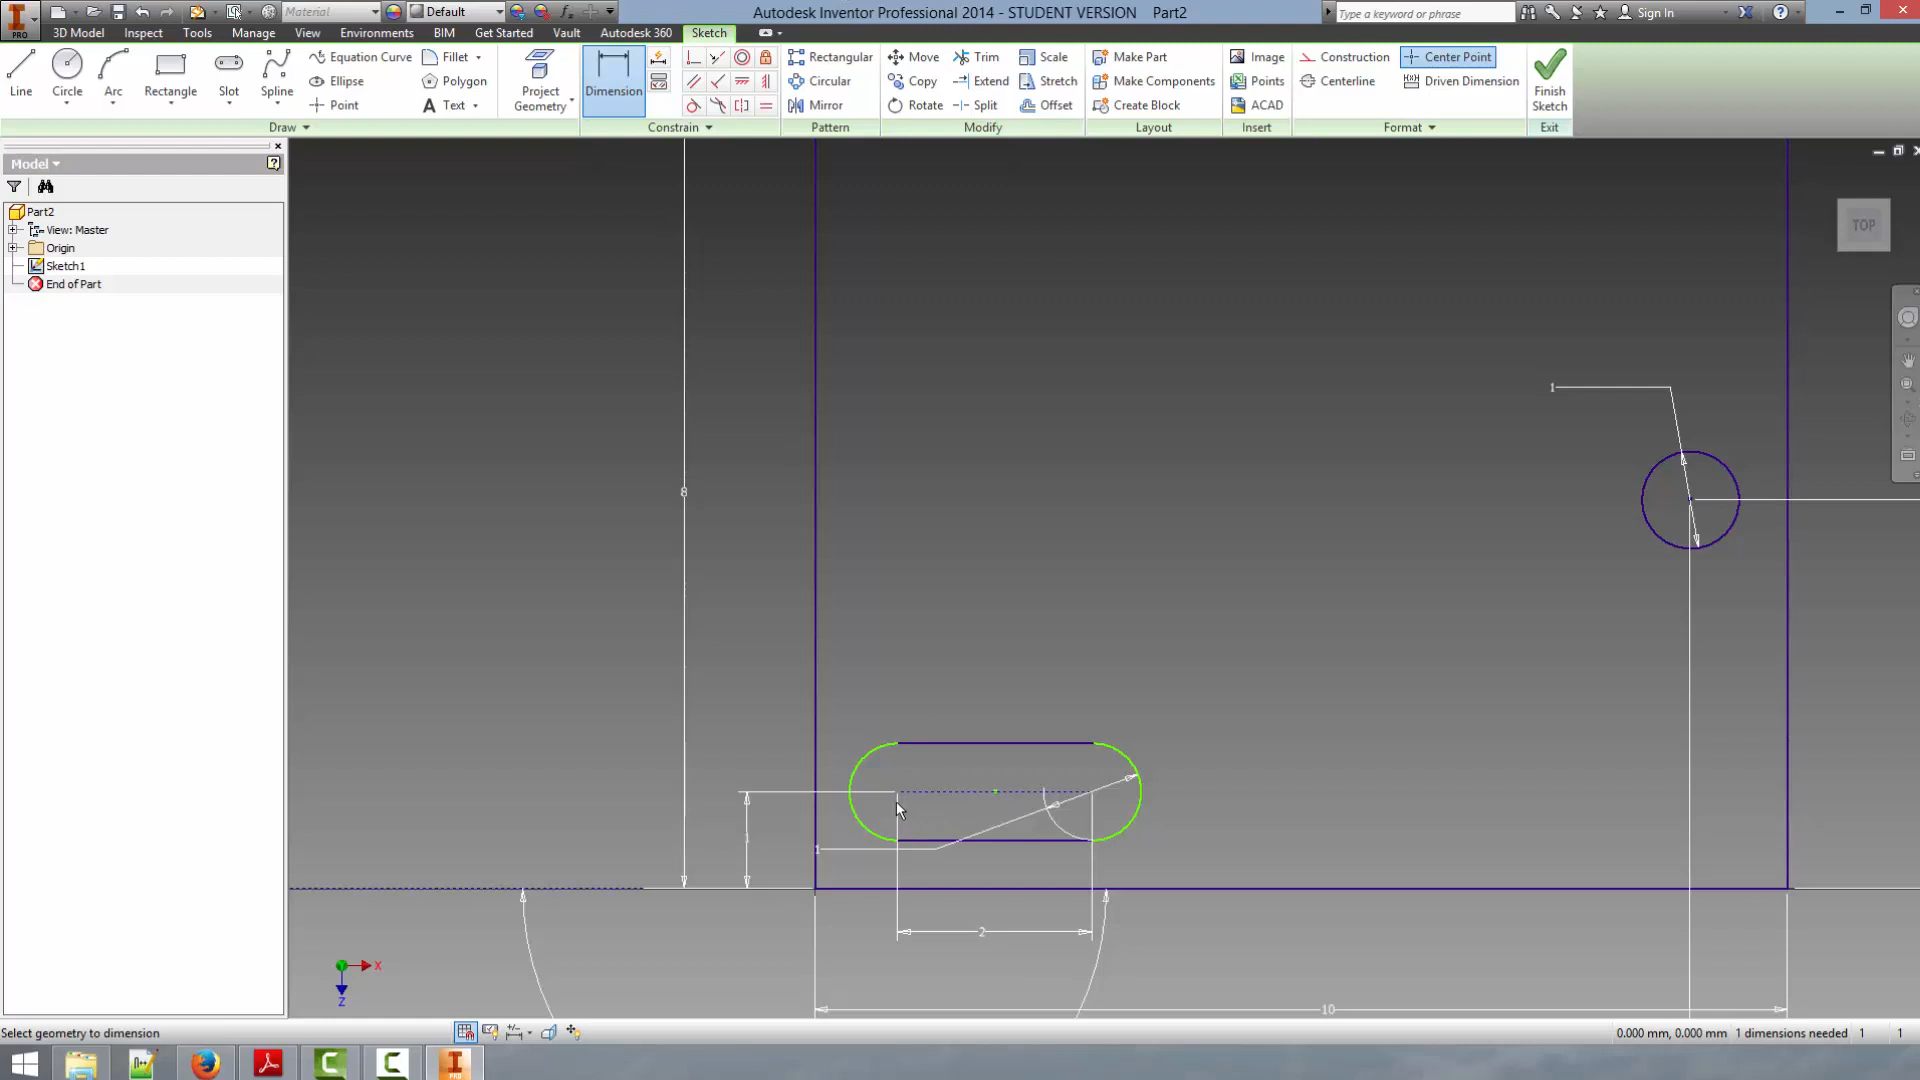 Material
Default
Autodesk Inventor Professional 2014 - STUDENT VERSION Part2
Type a keyword or phrase
Sign In
PRO
3D Model Inspect Tools Manage View Environments BIM Get Started Vault Autodesk 360 Sketch
Line Circle Arc Rectangle Slot Spline
Equation Curve
Ellipse
Point
Fillet
Polygon
Text
Project Geometry
Dimension
Rectangular
Circular
Mirror
Move
Copy
Rotate
Trim
Extend
Split
Scale
Stretch
Offset
Make Part
Make Components
Create Block
Image
Points
ACAD
Construction
Centerline
Center Point
Driven Dimension
Finish Sketch
Draw Constrain Pattern Modify Layout Insert Format Exit
Model
Part2
View: Master
Origin
Sketch1
End of Part
TOP
1
8
1
1
2
10
X
Z
Select geometry to dimension
0.000 mm, 0.000 mm 1 dimensions needed 1 1